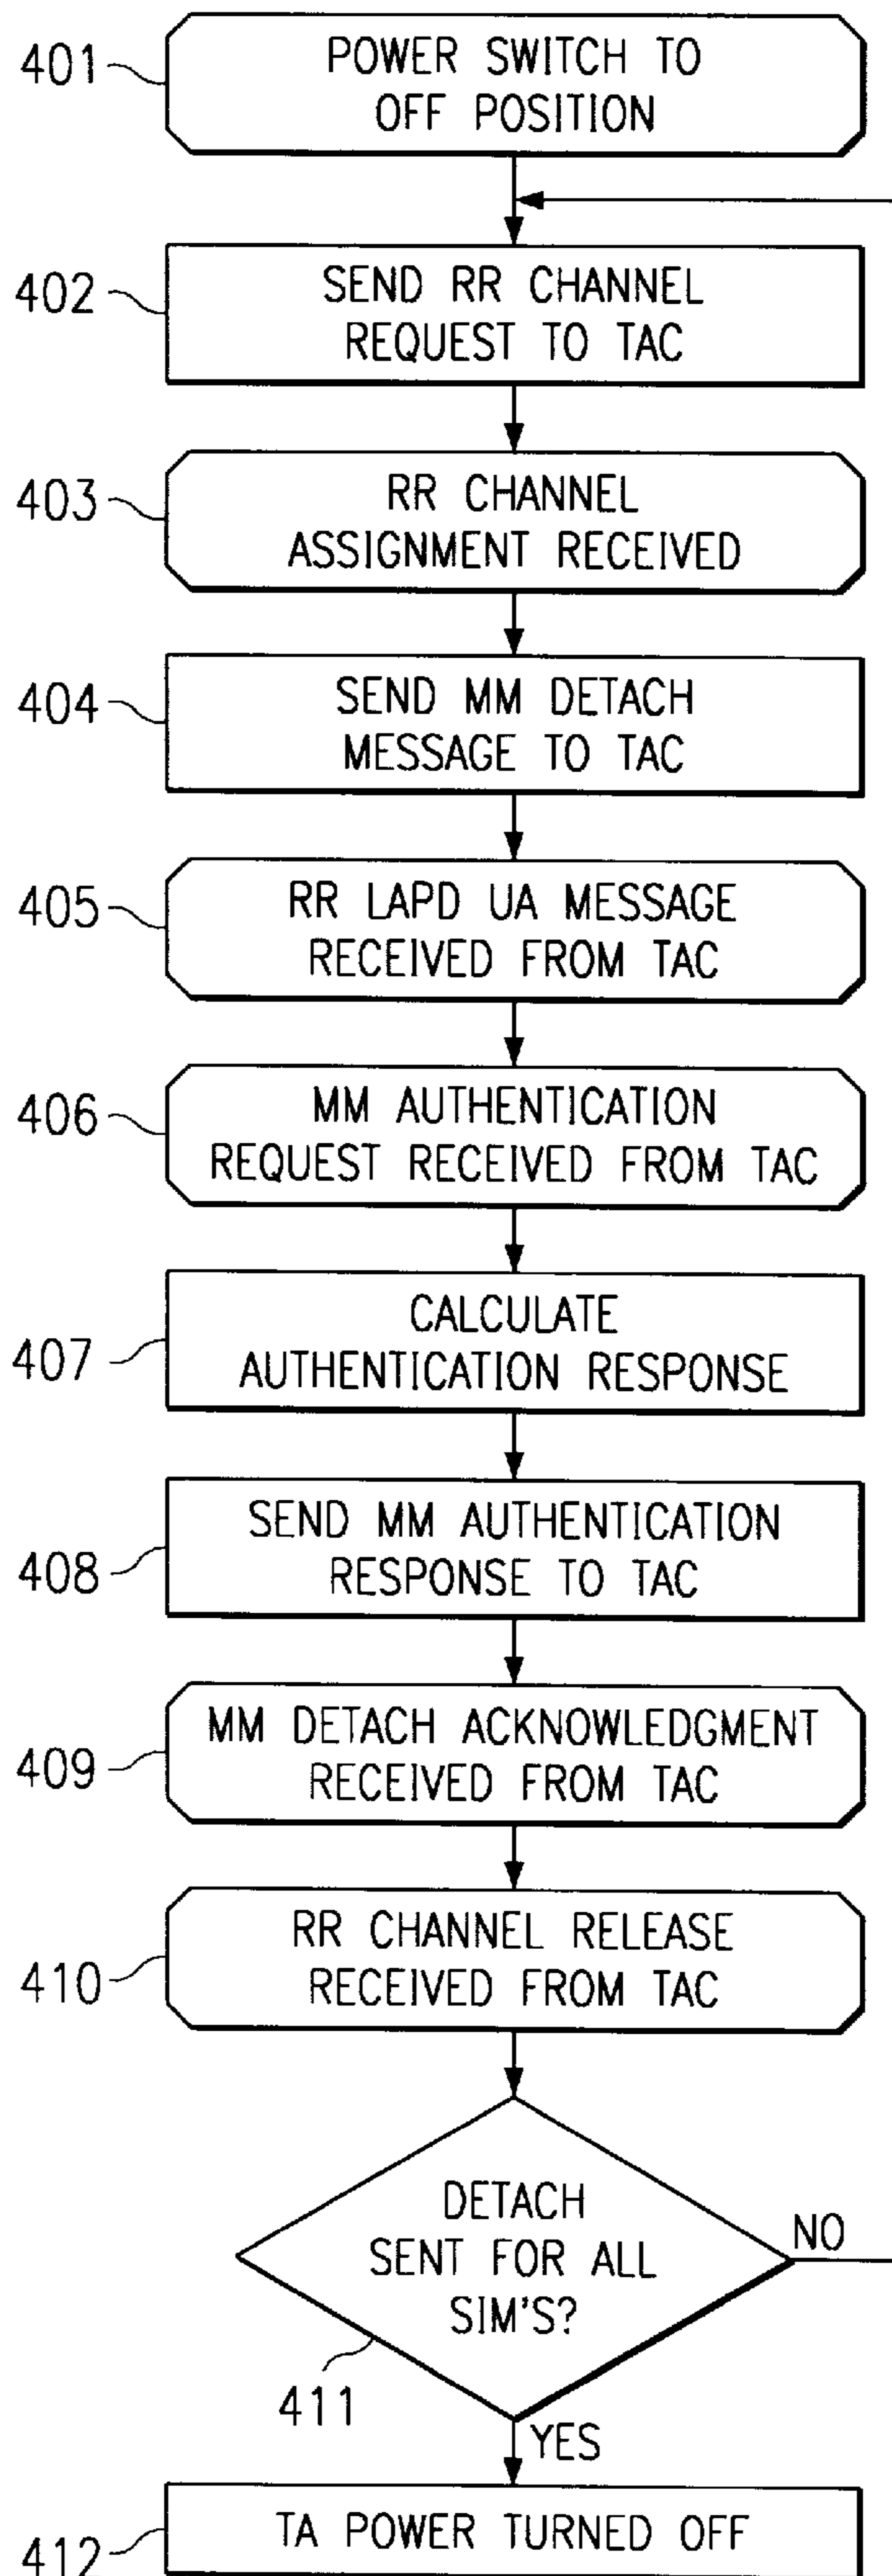 401
POWER SWITCH TO
OFF POSITION
402
SEND RR CHANNEL
REQUEST TO TAC
403
RR CHANNEL
ASSIGNMENT RECEIVED
404
SEND MM DETACH
MESSAGE TO TAC
405
RR LAPD UA MESSAGE
RECEIVED FROM TAC
406
MM AUTHENTICATION
REQUEST RECEIVED FROM TAC
407
CALCULATE
AUTHENTICATION RESPONSE
408
SEND MM AUTHENTICATION
RESPONSE TO TAC
409
MM DETACH ACKNOWLEDGMENT
RECEIVED FROM TAC
410
RR CHANNEL RELEASE
RECEIVED FROM TAC
DETACH
SENT FOR ALL
SIM'S?
NO
411
YES
412
TA POWER TURNED OFF